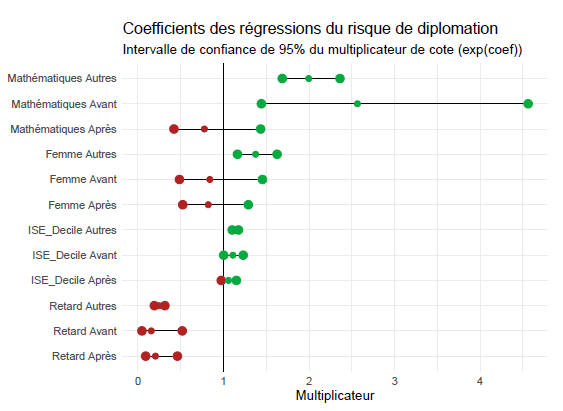 Coefficients des régressions du risque de diplomation
Intervalle de confiance de 95% du multiplicateur de cote (exp(coef))
Mathématiques Autres
Mathématiques Avant
Mathématiques Après
Femme Autres
Femme Avant
Femme Après
ISE_Decile Autres
ISE_Decile Avant
ISE_Decile Après
Retard Autres
Retard Avant
Retard Après
0 1 2 3 4
Multiplicateur